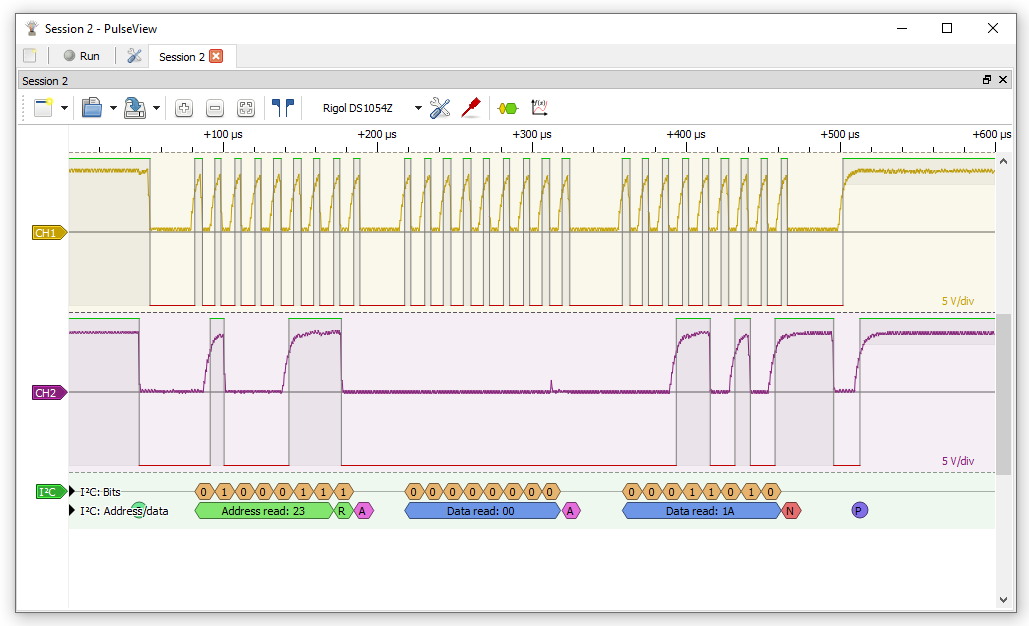 Session 2 - PulseView
Run Session 2
Session 2
Rigol DS1054Z f(x)
+100 µs +200 µs +300 µs +400 µs +500 µs +600 µs
CH1
5 V/div
CH2
5 V/div
I²C I²C: Bits 0 1 0 0 0 1 1 1 0 0 0 0 0 0 0 0 0 0 0 1 1 0 1 0
I²C: Address/data Address read: 23 R A Data read: 00 A Data read: 1A N P